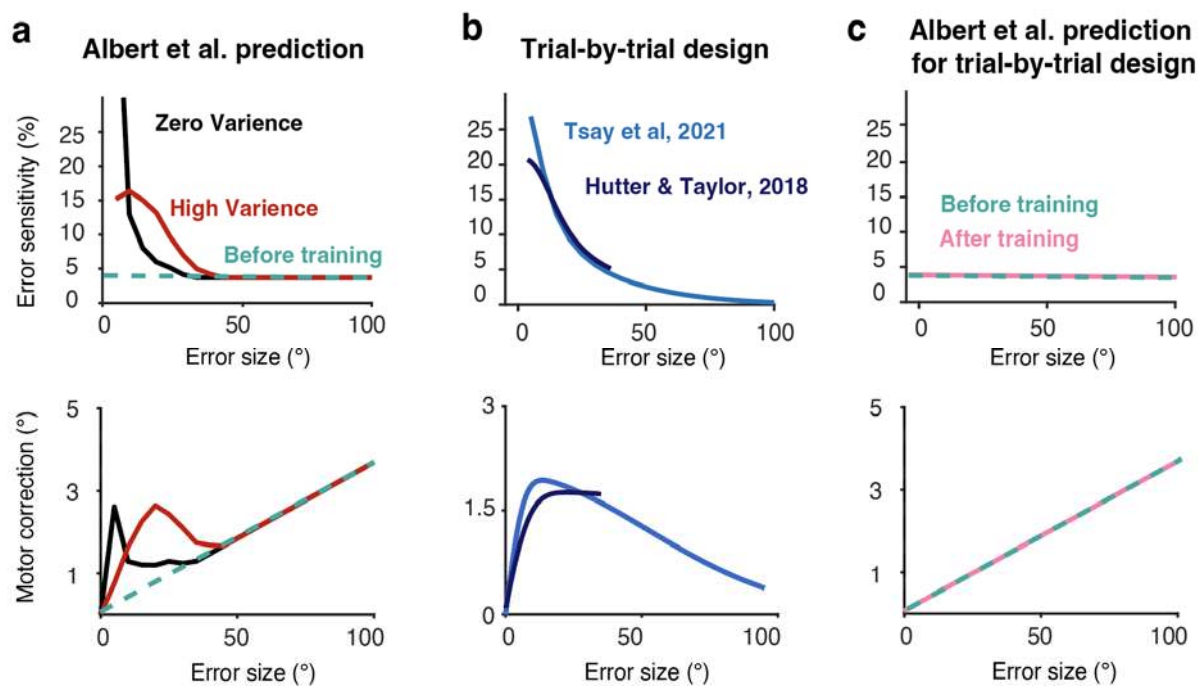 a
Albert et al. prediction
Error sensitivity (%)
25
20
15
10
5
0
Zero Varience
High Varience
Before training
0
50
100
Error size (°)
Motor correction (°)
5
3
1
0
50
100
Error size (°)
b
Trial-by-trial design
25
20
15
10
5
0
Tsay et al, 2021
Hutter & Taylor, 2018
0
50
100
Error size (°)
3
1.5
0
0
50
100
Error size (°)
c
Albert et al. prediction
for trial-by-trial design
25
20
15
10
5
0
Before training
After training
0
50
100
Error size (°)
5
3
1
0
50
100
Error size (°)